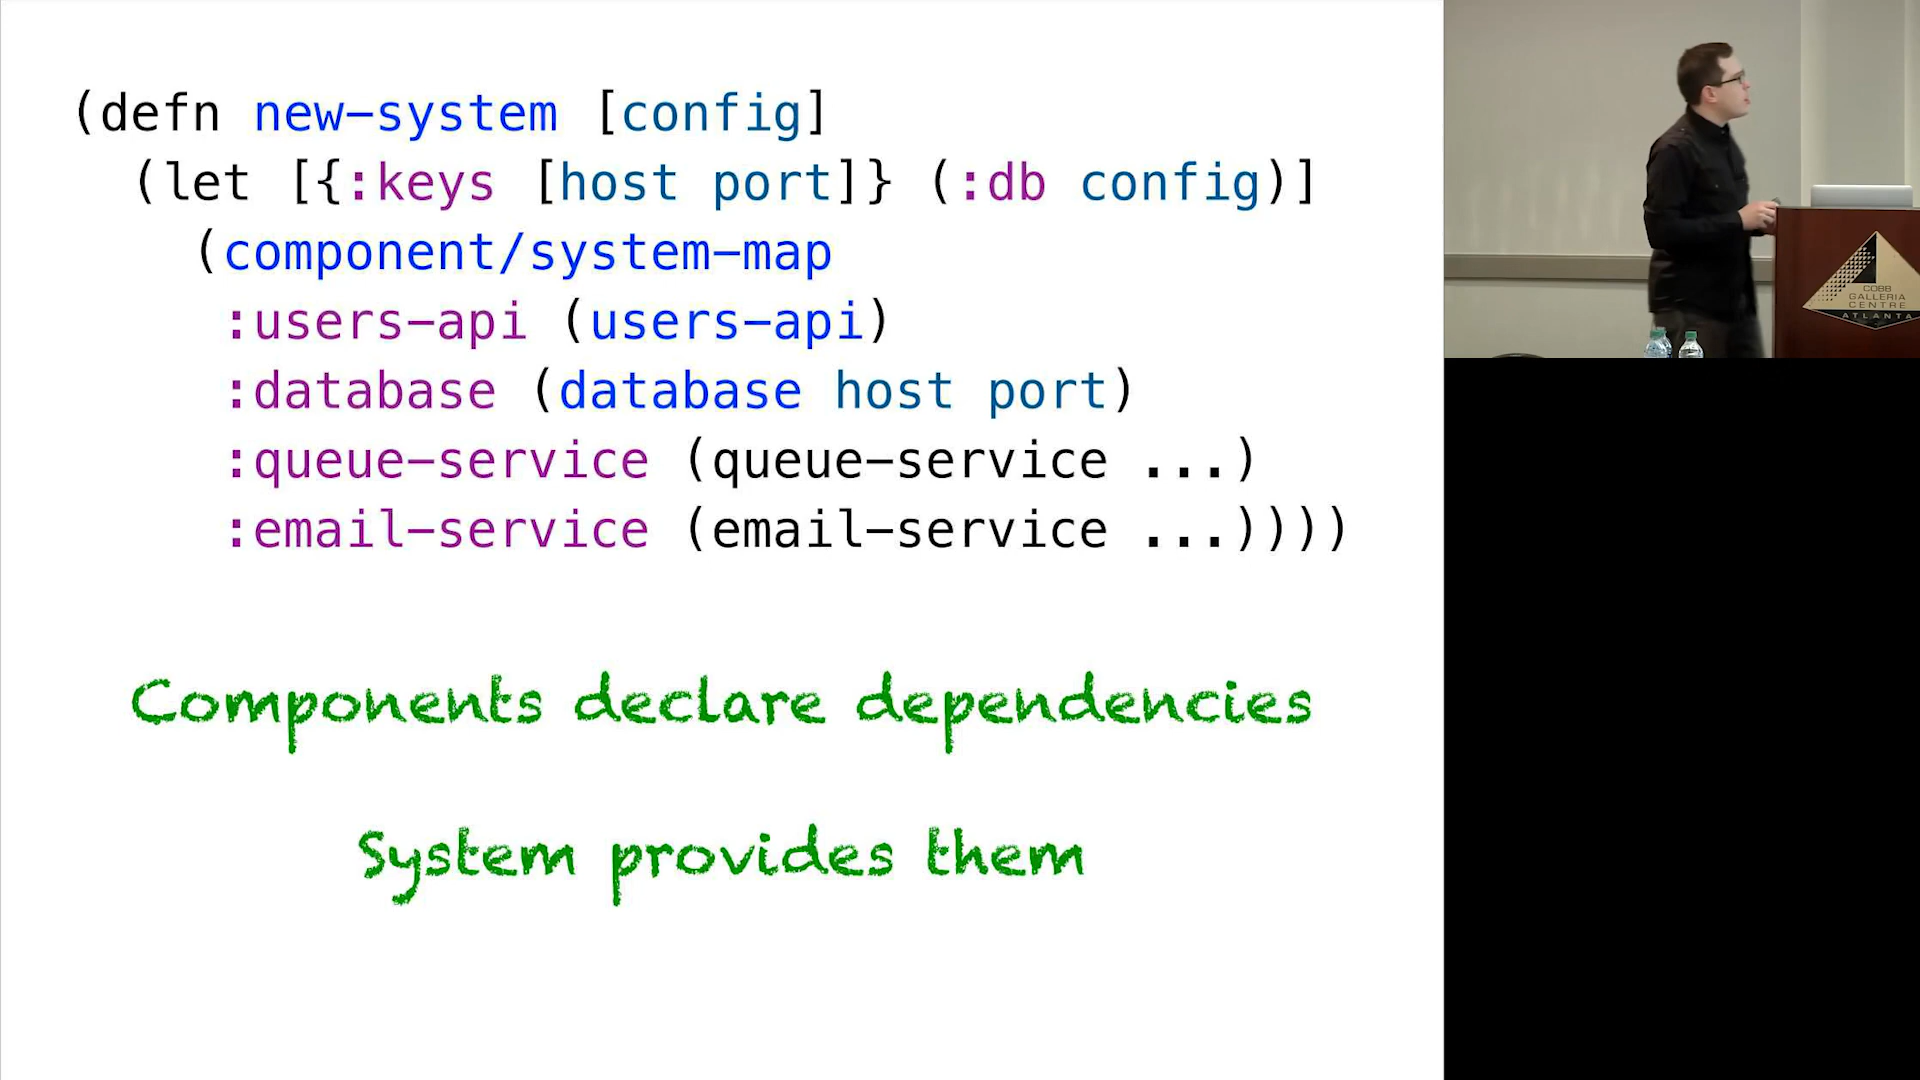 (defn new-system [config]
(let [{:keys [host port]} (:db config)]
(component/system-map
:users-api (users-api)
:database (database host port)
:queue-service (queue-service ...)
:email-service (email-service ...))))
Components declare dependencies
System provides them
COBB
GALLERIA
CENTRE
ATLANTA